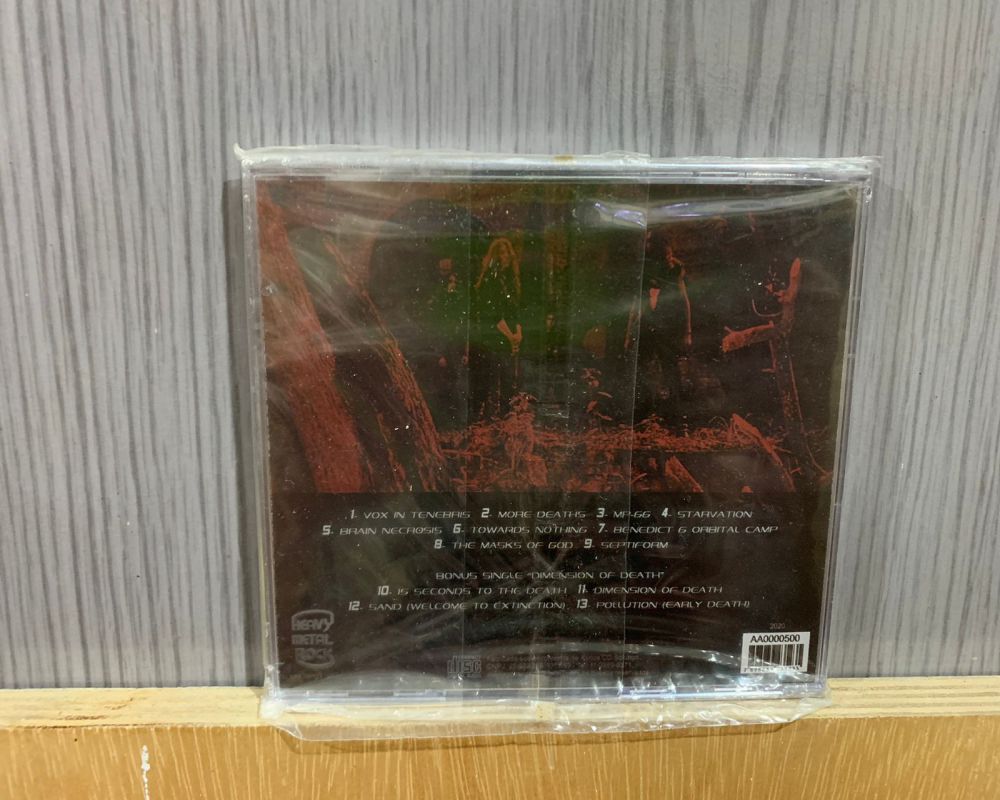 1. VOX IN TENEBRIS 2. MORE DEATHS 3. MP-66 4. STARVATION
5. BRAIN NECROSIS 6. TOWARDS NOTHING 7. BENEDICT 6 ORBITAL CAMP
8. THE MASKS OF GOD 9. SEPTIFORM
BONUS SINGLE "DIMENSION OF DEATH"
10. 15 SECONDS TO THE DEATH 11. DIMENSION OF DEATH
12. SAND (WELCOME TO EXTINCTION) 13. POLLUTION (EARLY DEATH)
HEAVY
METAL
ROCK
2020
AA0000500
DISC